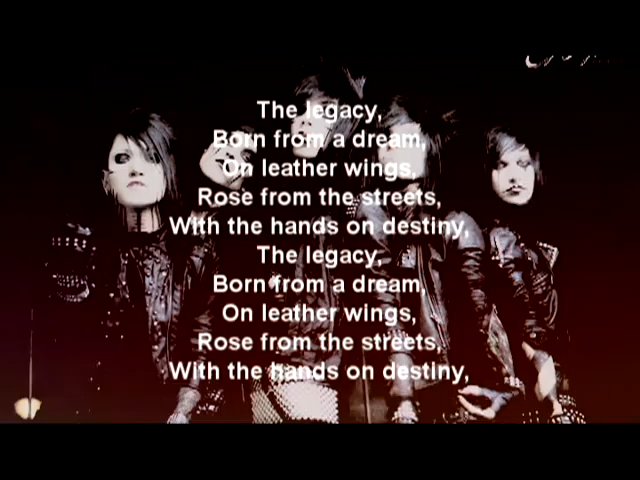 The legacy,
Born from a dream,
On leather wings,
Rose from the streets,
With the hands on destiny,
The legacy,
Born from a dream,
On leather wings,
Rose from the streets,
With the hands on destiny,